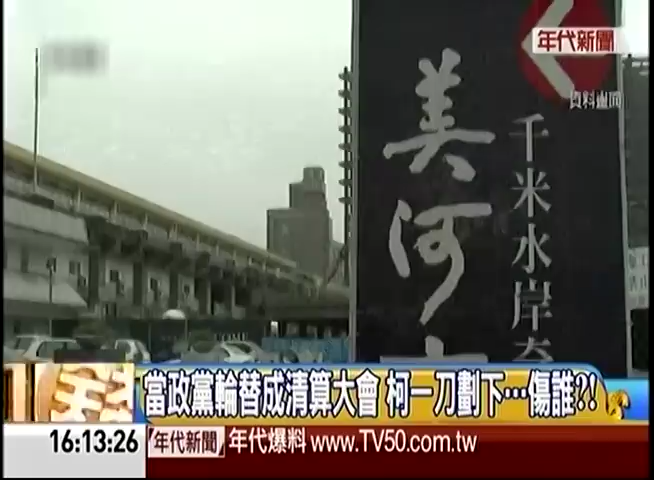 年代新聞
資料畫面
美河
千米水岸
當政黨輪替成清算大會 柯一刀劃下…傷誰?!
16:13:26 年代新聞 年代爆料 www.TV50.com.tw